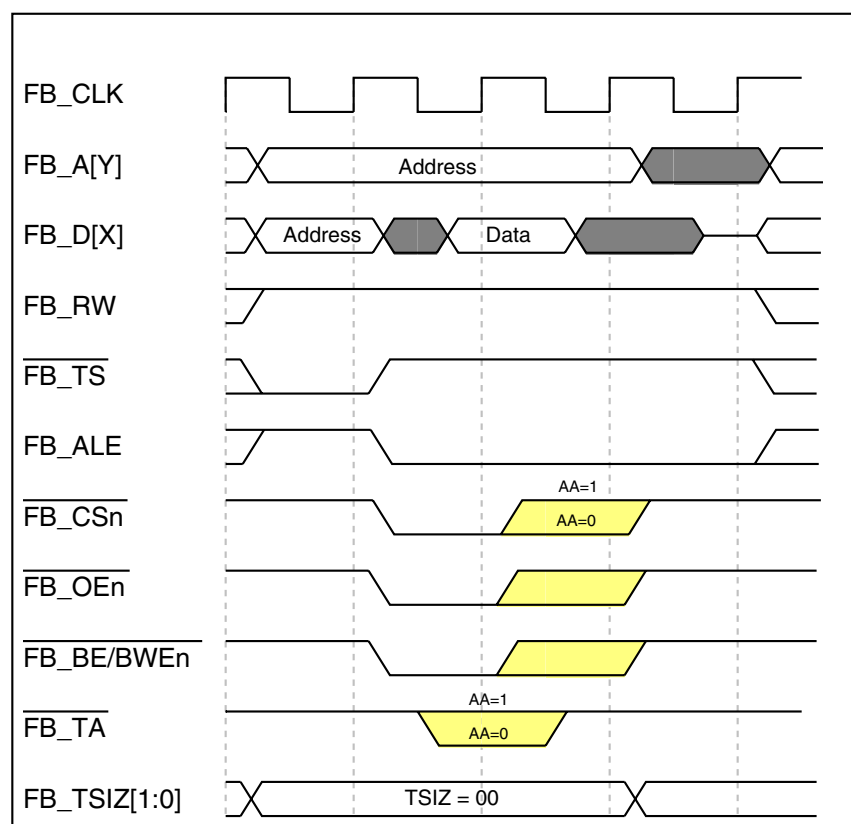 FB_CLK
FB_A[Y]
Address
FB_D[X]
Address
Data
FB_RW
FB_TS
FB_ALE
AA=1
FB_CSn
AA=0
FB_OEn
FB_BE/BWEn
AA=1
FB_TA
AA=0
FB_TSIZ[1:0]
TSIZ = 00